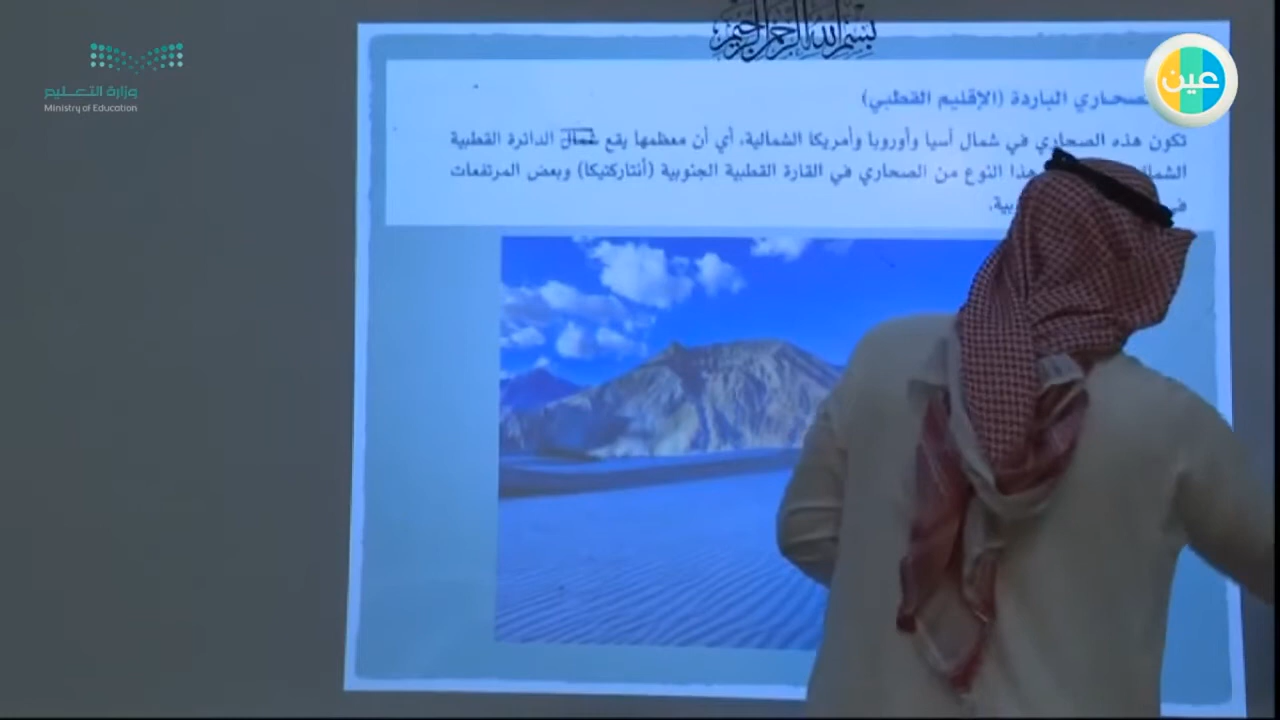 بسم الله الرحمن الرحيم
وزارة التعليم
Ministry of Education
عين
الباردة (الإقليم القطبي)
تكون هذه الصحاري في شمال آسيا وأوروبا وأمريكا الشمالية، أي أن معظمها يقع شمال الدائرة القطبية
هذا النوع من الصحاري في القارة القطبية الجنوبية (أنتاركتيكا) وبعض المرتفعات
في